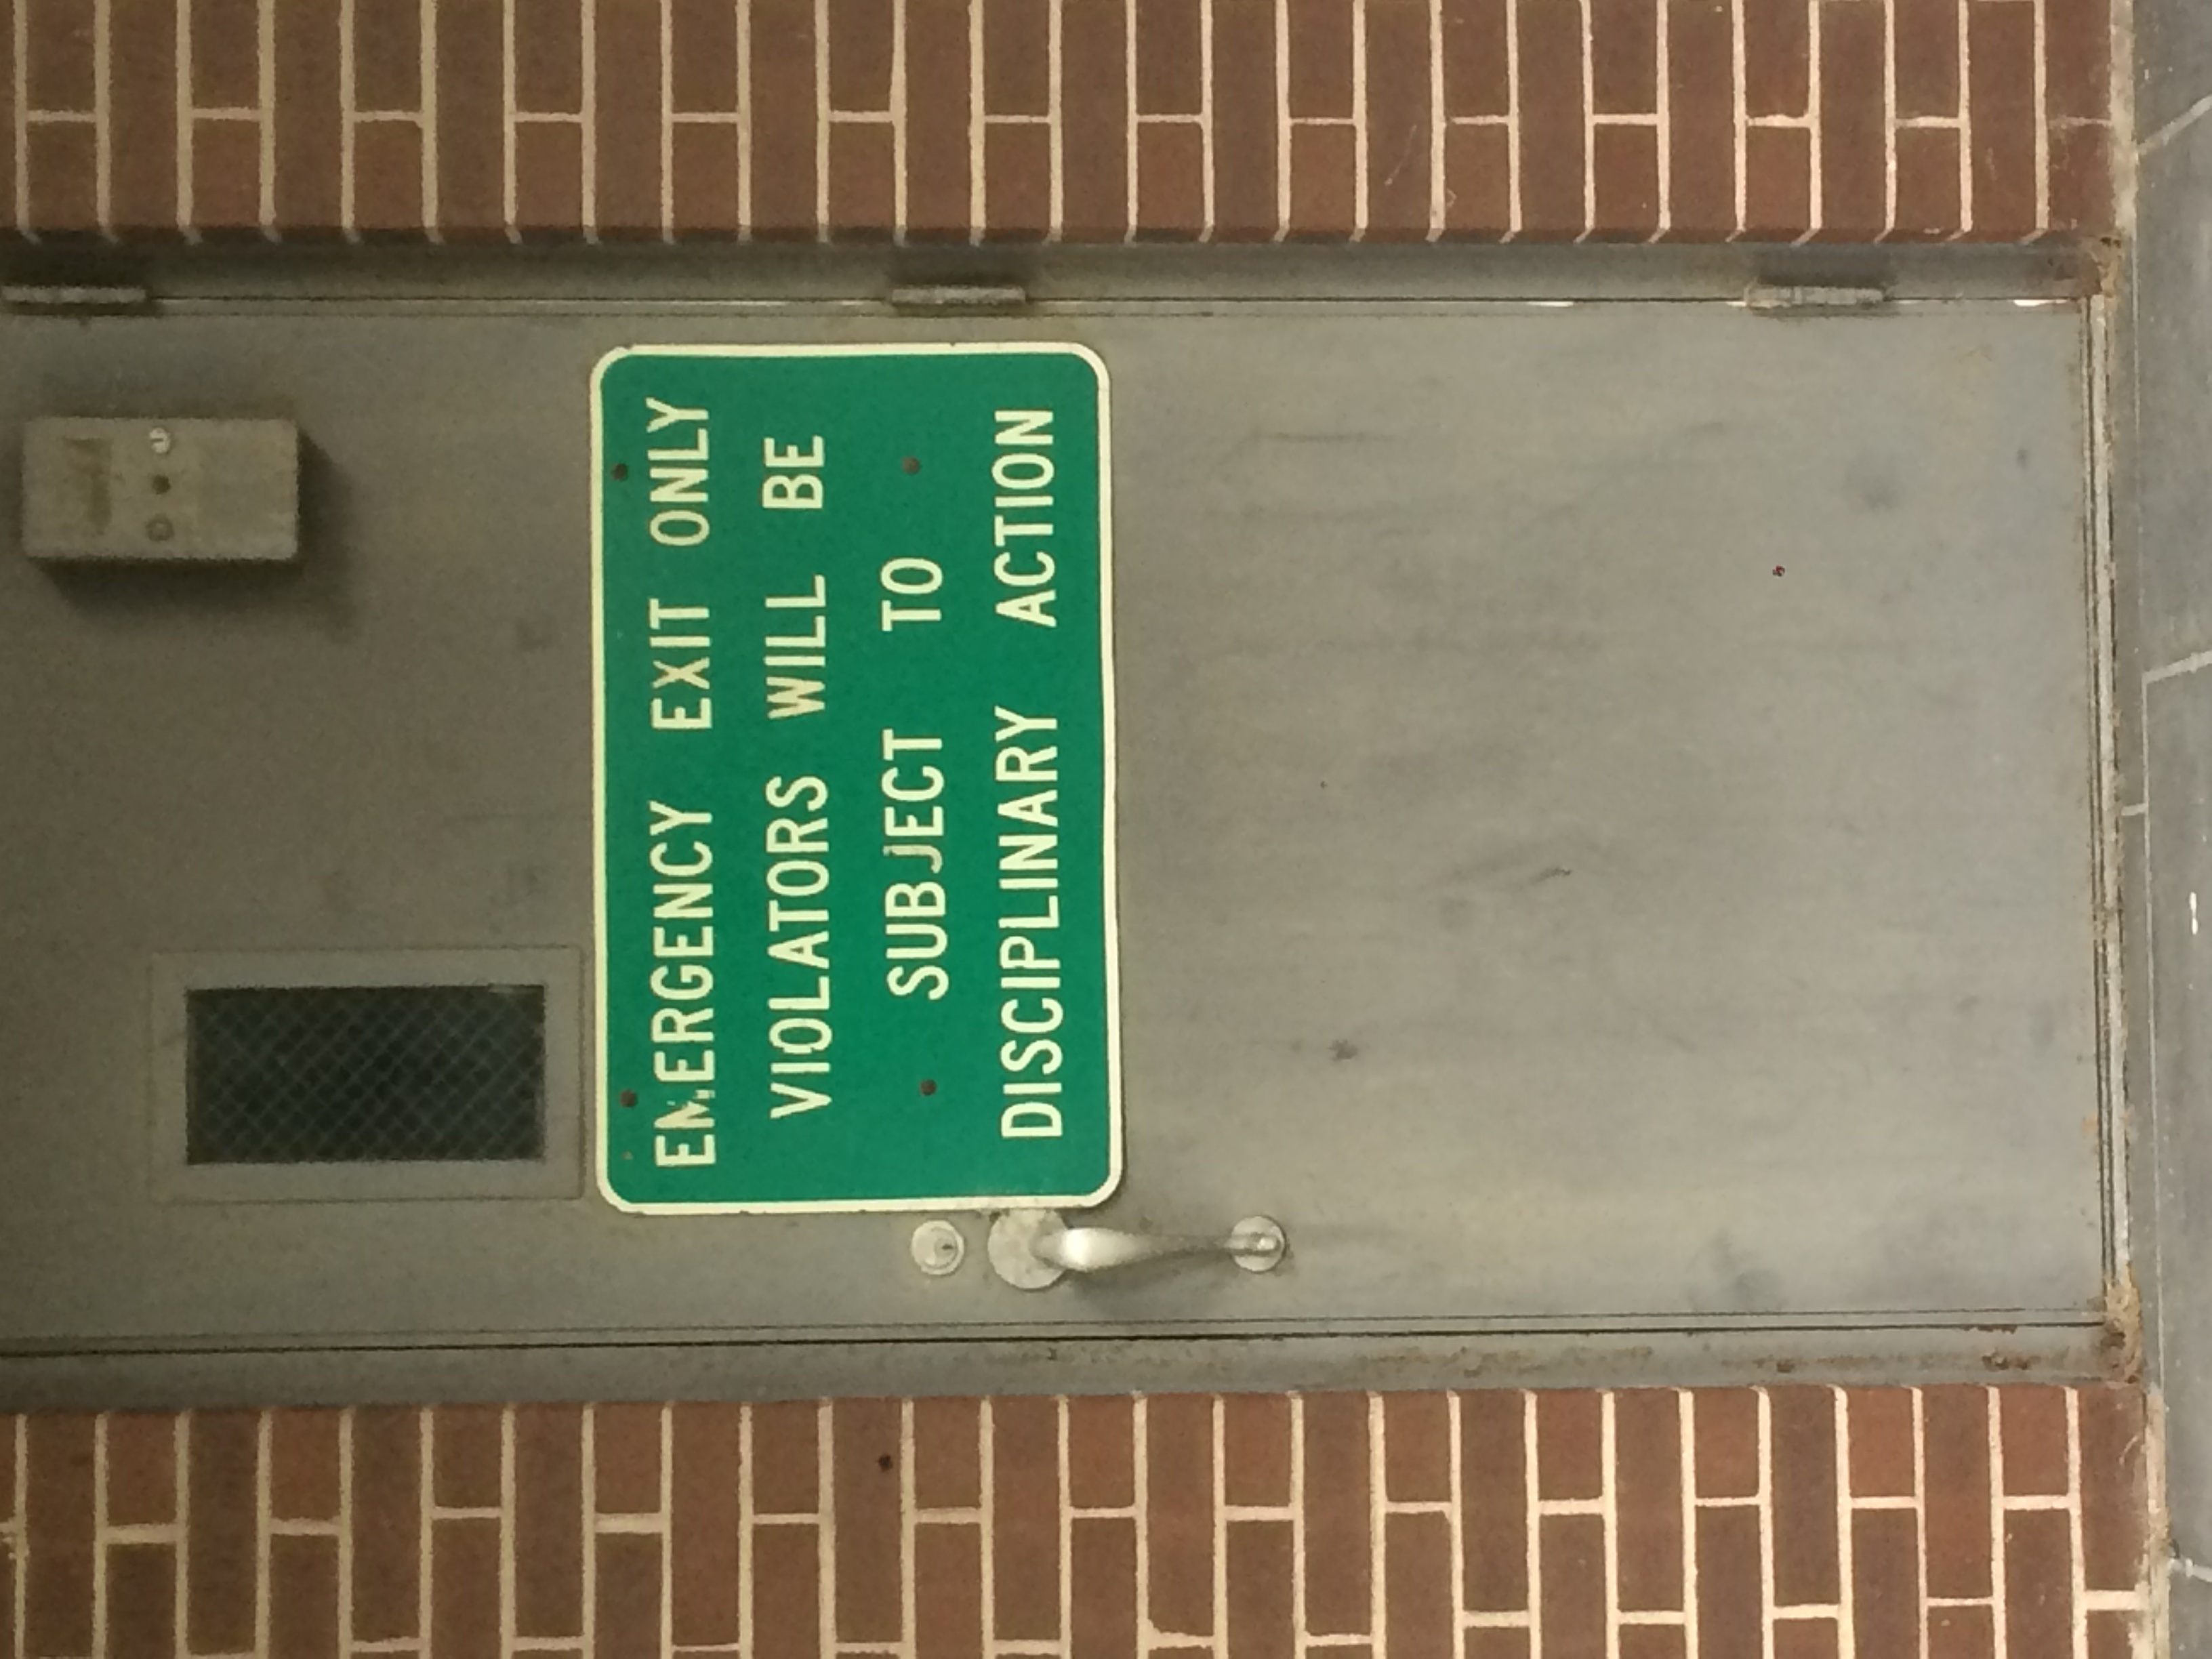 EMERGENCY EXIT ONLY
VIOLATORS WILL BE
SUBJECT TO
DISCIPLINARY ACTION